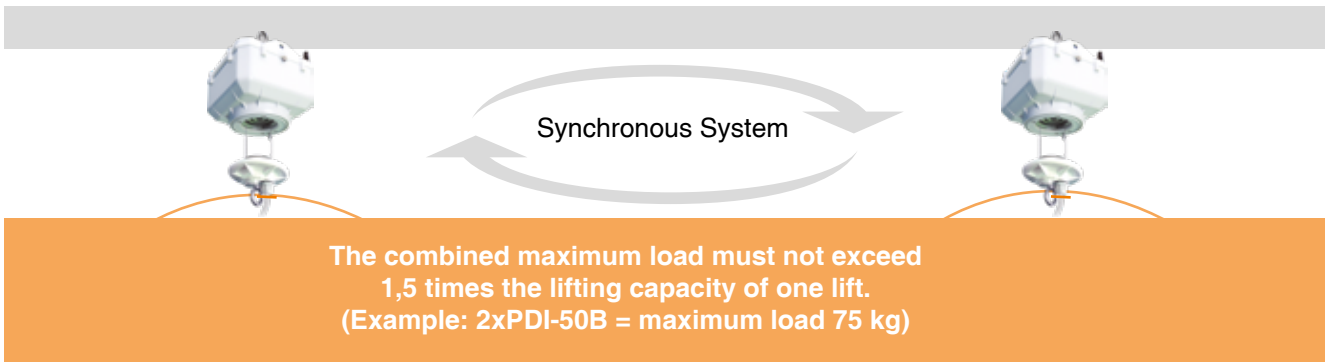 Synchronous System
The combined maximum load must not exceed
1,5 times the lifting capacity of one lift.
(Example: 2xPDI-50B = maximum load 75 kg)